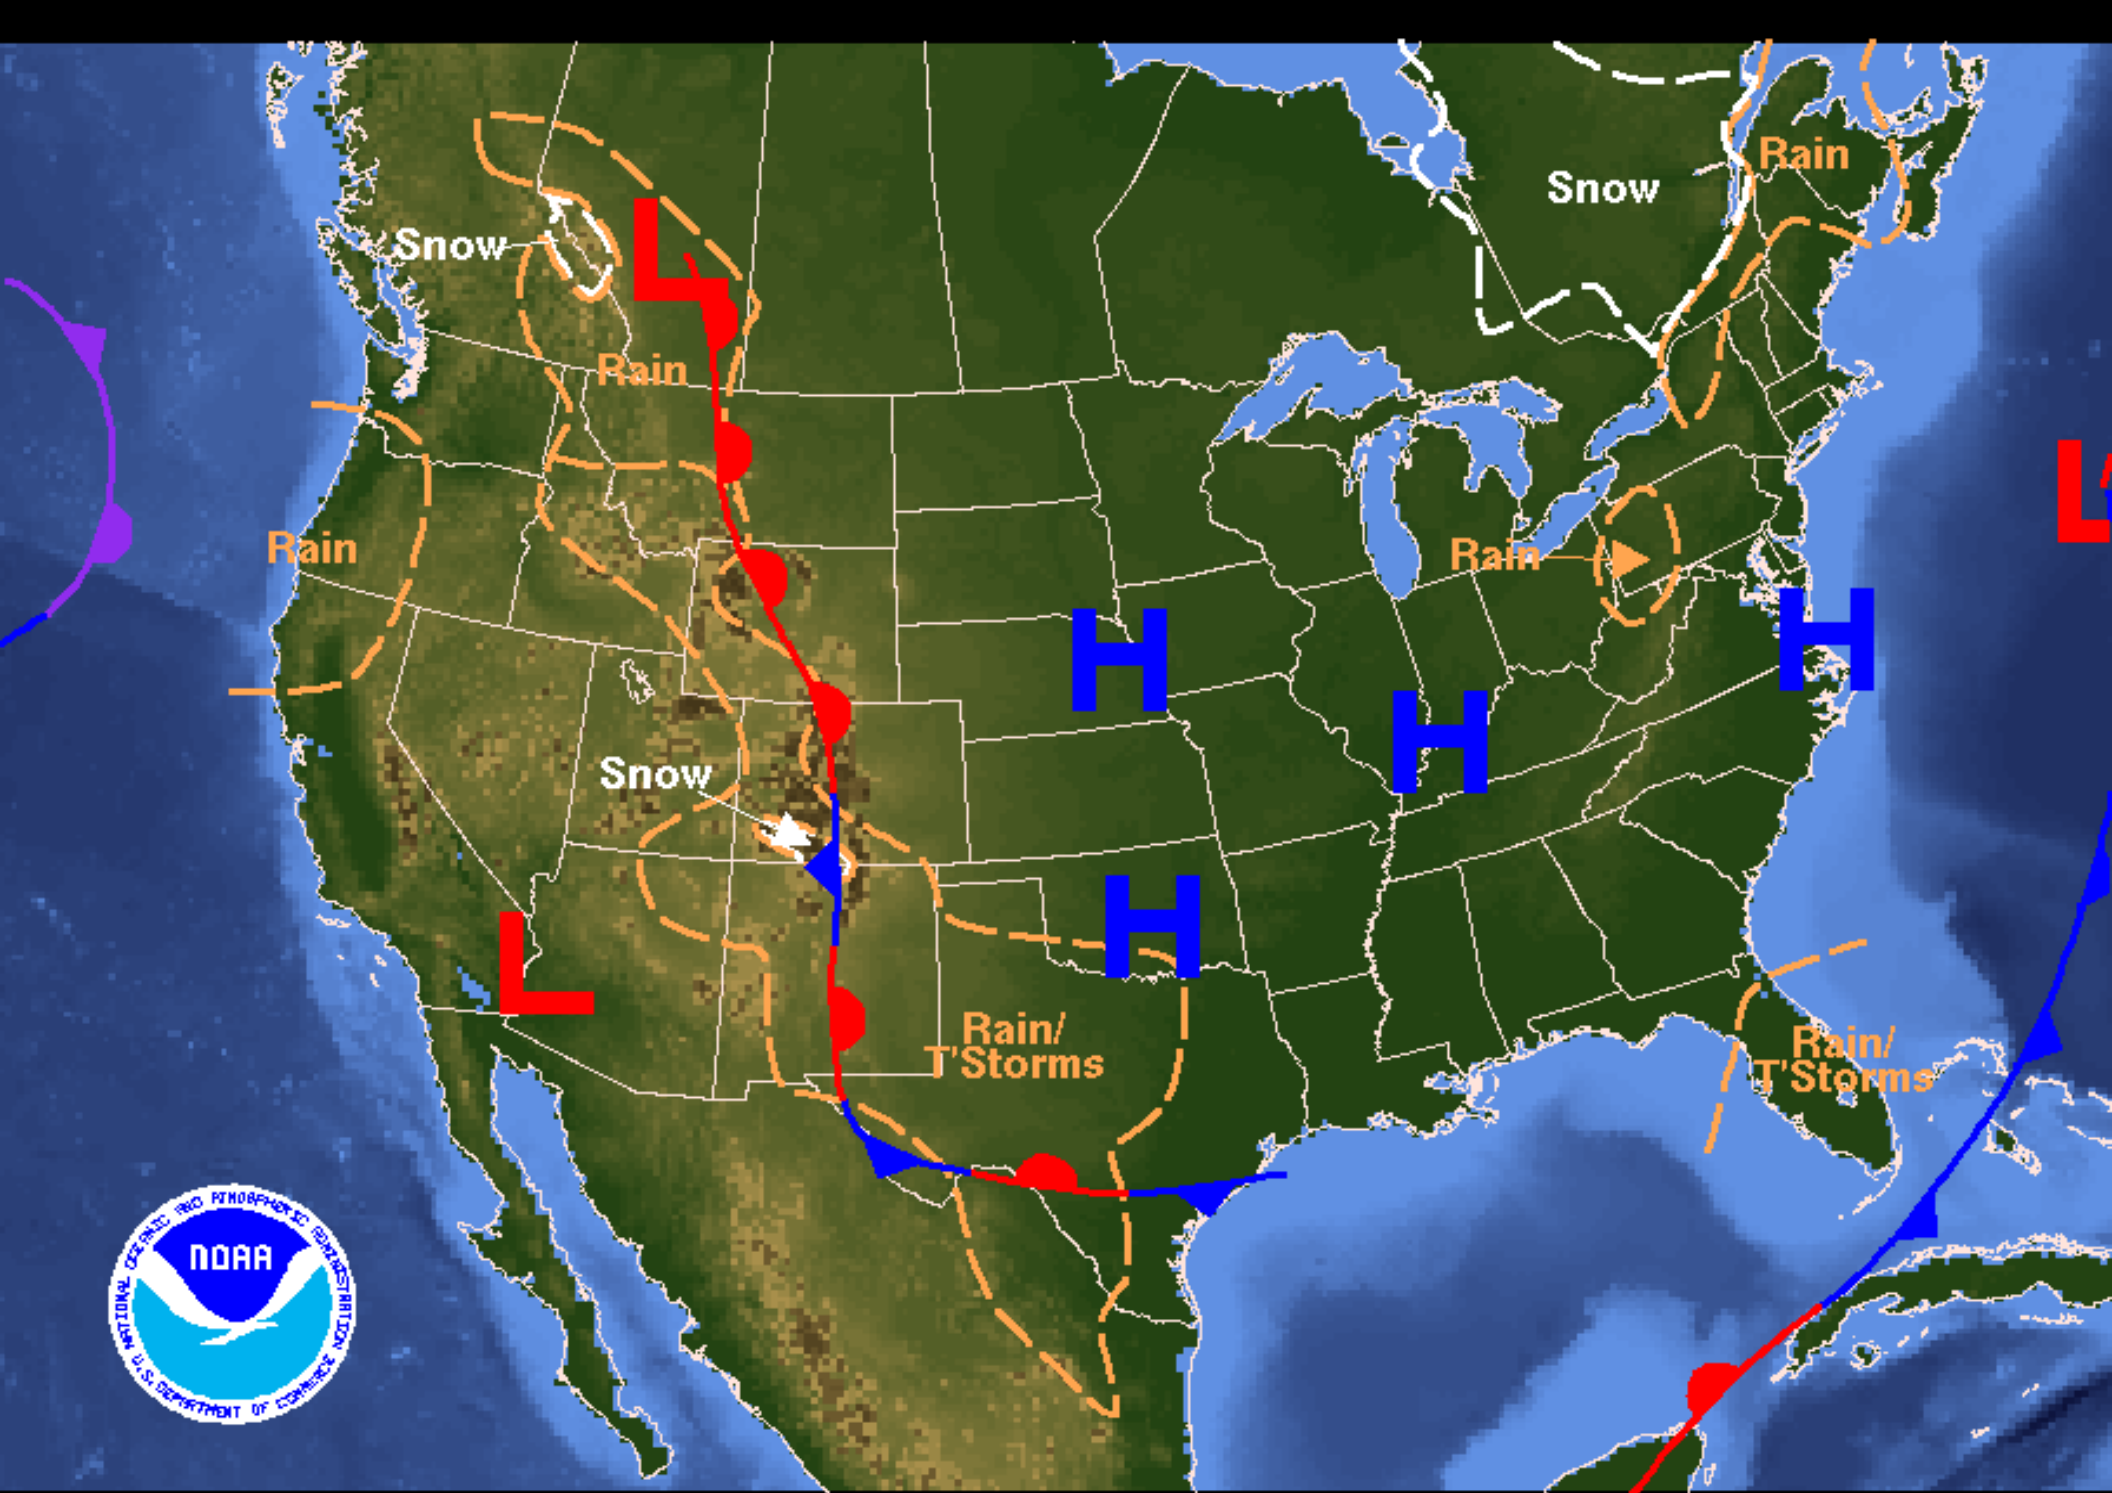 Rain
Snow
Snow
Rain
Rain
Rain
Snow
H
H
H
H
L
L
L
Rain/
T'Storms
Rain/
T'Storms
NOAA
NATIONAL OCEANIC AND ATMOSPHERIC ADMINISTRATION
U.S. DEPARTMENT OF COMMERCE